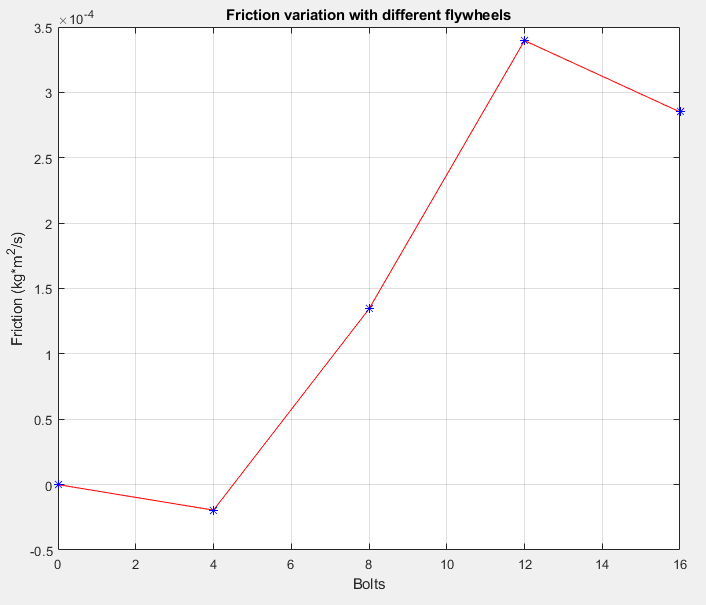 Friction variation with different flywheels
×10-4
3.5
3
2.5
2
1.5
1
0.5
0
-0.5
Friction (kg*m2/s)
0 2 4 6 8 10 12 14 16
Bolts